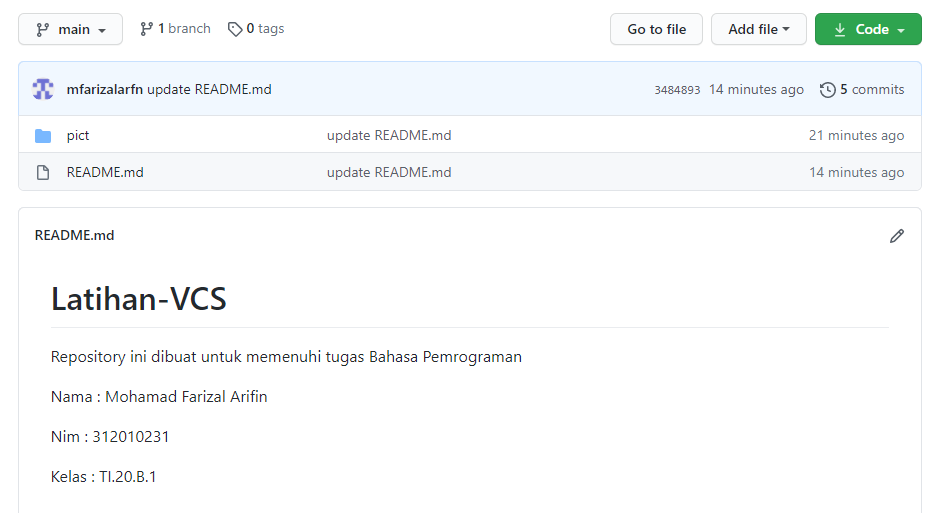 main 1 branch 0 tags Go to file Add file Code
mfarizalarfn update README.md 3484893 14 minutes ago 5 commits
pict update README.md 21 minutes ago
README.md update README.md 14 minutes ago
README.md
Latihan-VCS
Repository ini dibuat untuk memenuhi tugas Bahasa Pemrograman
Nama : Mohamad Farizal Arifin
Nim : 312010231
Kelas : TI.20.B.1